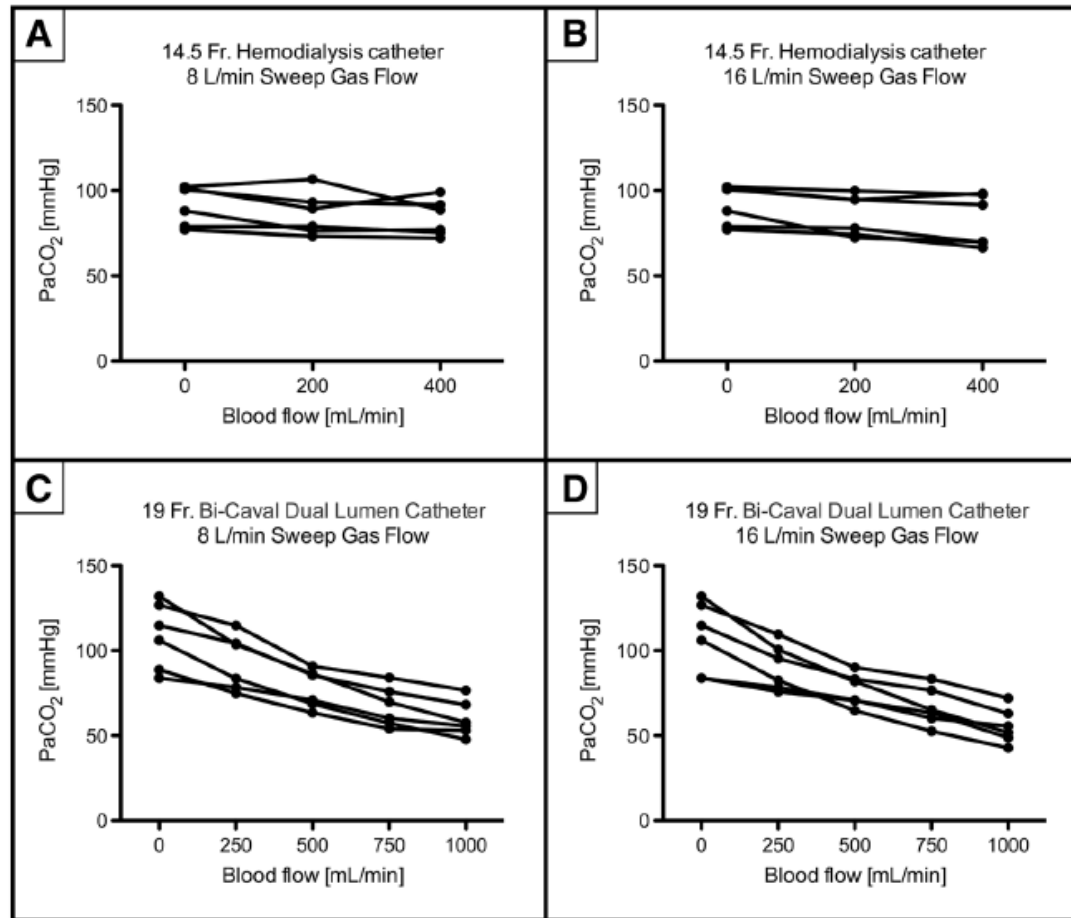 A
14.5 Fr. Hemodialysis catheter
8 L/min Sweep Gas Flow
150
100
50
0
PaCO2 [mmHg]
0 200 400
Blood flow [mL/min]
B
14.5 Fr. Hemodialysis catheter
16 L/min Sweep Gas Flow
150
100
50
0
PaCO2 [mmHg]
0 200 400
Blood flow [mL/min]
C
19 Fr. Bi-Caval Dual Lumen Catheter
8 L/min Sweep Gas Flow
150
100
50
0
PaCO2 [mmHg]
0 250 500 750 1000
Blood flow [mL/min]
D
19 Fr. Bi-Caval Dual Lumen Catheter
16 L/min Sweep Gas Flow
150
100
50
0
PaCO2 [mmHg]
0 250 500 750 1000
Blood flow [mL/min]